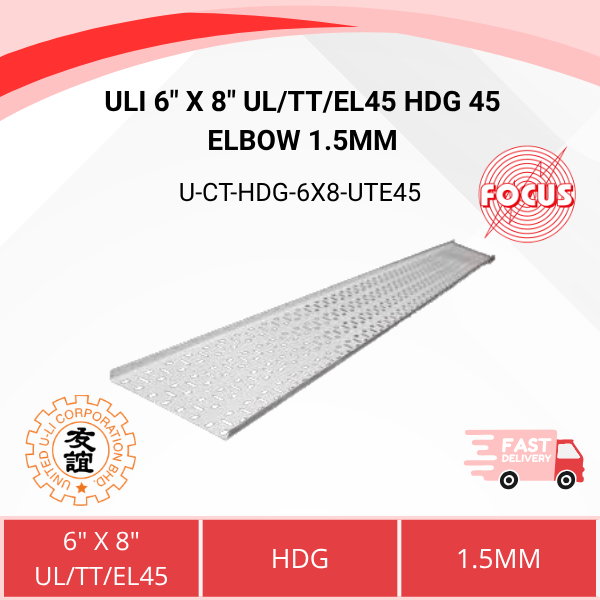 ULI 6" X 8" UL/TT/EL45 HDG 45
ELBOW 1.5MM
U-CT-HDG-6X8-UTE45
FOCUS
UNITED U-LI CORPORATION BHD.
友
誼
FAST
DELIVERY
6" X 8"
UL/TT/EL45
HDG
1.5MM